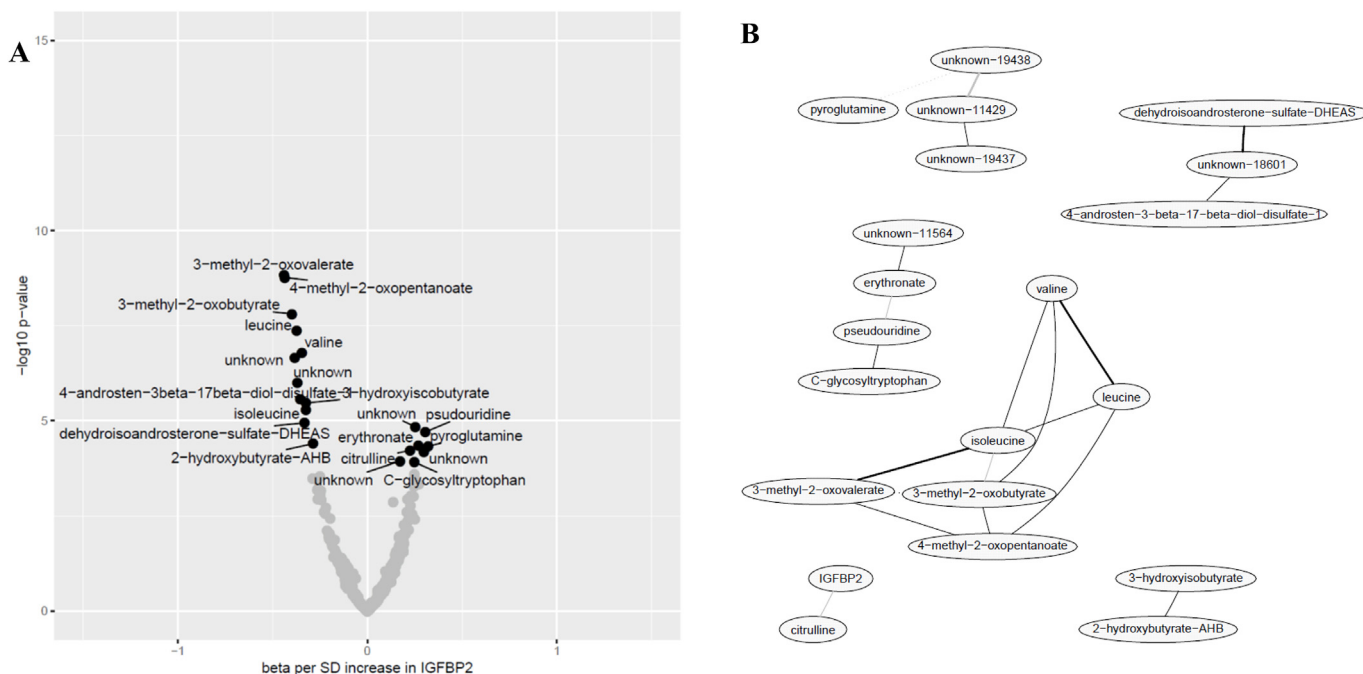 A
15
10
5
0
-log10 p-value
3-methyl-2-oxovalerate
4-methyl-2-oxopentanoate
3-methyl-2-oxobutyrate
leucine
valine
unknown
unknown
4-androsten-3beta-17beta-diol-disulfate-1
3-hydroxyiscobutyrate
isoleucine
unknown
psudouridine
dehydroisoandrosterone-sulfate-DHEAS
erythronate
pyroglutamine
2-hydroxybutyrate-AHB
citrulline
unknown
unknown
C-glycosyltryptophan
-1
0
1
beta per SD increase in IGFBP2
B
unknown-19438
pyroglutamine
unknown-11429
unknown-19437
dehydroisoandrosterone-sulfate-DHEAS
unknown-18601
4-androsten-3-beta-17-beta-diol-disulfate-1
unknown-11564
erythronate
pseudouridine
C-glycosyltryptophan
valine
leucine
isoleucine
3-methyl-2-oxovalerate
3-methyl-2-oxobutyrate
4-methyl-2-oxopentanoate
IGFBP2
citrulline
3-hydroxyisobutyrate
2-hydroxybutyrate-AHB